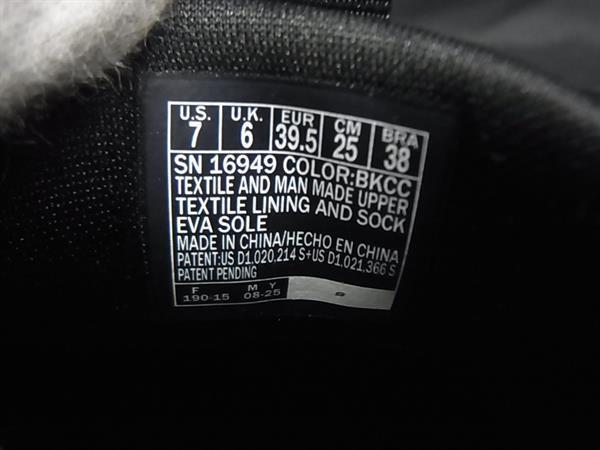 U.S. U.K. EUR CM BRA
7 6 39.5 25 38
SN 16949 COLOR:BKCC
TEXTILE AND MAN MADE UPPER
TEXTILE LINING AND SOCK
EVA SOLE
MADE IN CHINA/HECHO EN CHINA
PATENT:US D1.020,214 S+US D1,021,366 S
PATENT PENDING
F M Y
190-15 08-25